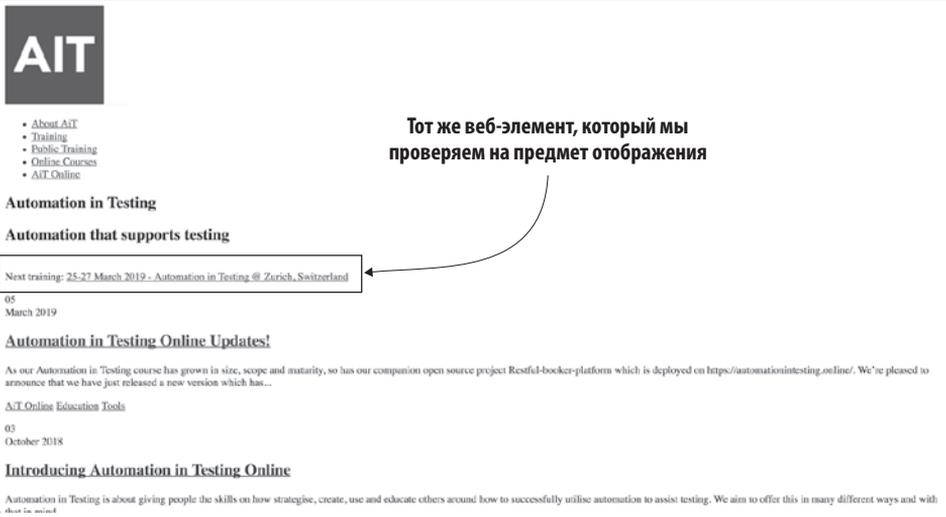 AiT
About AiT
Training
Public Training
Online Courses
AiT Online
Тот же веб-элемент, который мы
проверяем на предмет отображения
Automation in Testing
Automation that supports testing
Next training: 25-27 March 2019 - Automation in Testing @ Zurich, Switzerland
05
March 2019
Automation in Testing Online Updates!
As our Automation in Testing course has grown in size, scope and maturity, so has our companion open source project Restful-booker-platform which is deployed on https://automationintesting.online/. We're pleased to
announce that we have just released a new version which has...
AiT Online Education Tools
03
October 2018
Introducing Automation in Testing Online
Automation in Testing is about giving people the skills on how strategise, create, use and educate others around how to successfully utilise automation to assist testing. We aim to offer this in many different ways and with
that in mind